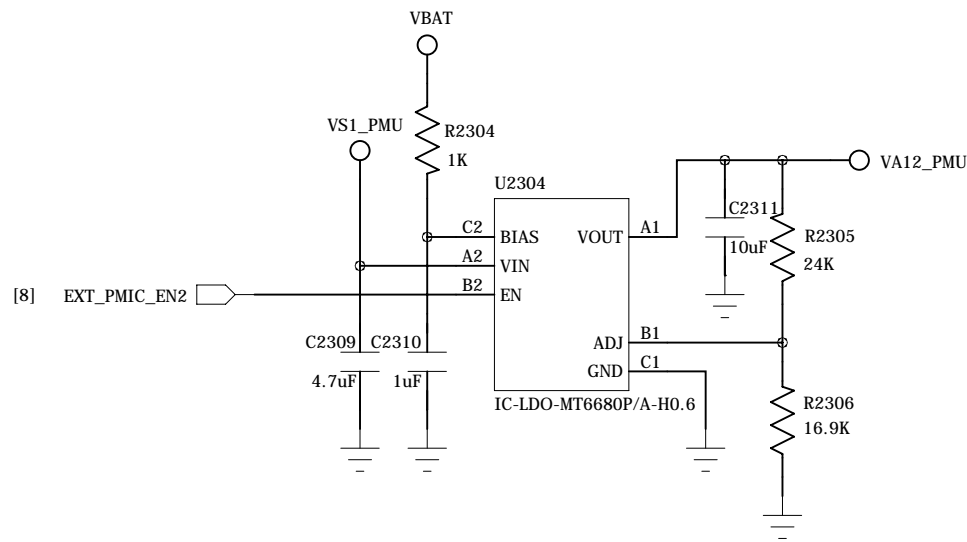 VBAT
VS1_PMU
R2304
1K
VA12_PMU
U2304
C2311
10uF
R2305
24K
C2
BIAS
VOUT
A1
A2
VIN
B2
EN
[8]
EXT_PMIC_EN2
ADJ
B1
C2309
4.7uF
C2310
1uF
GND
C1
IC-LDO-MT6680P/A-H0.6
R2306
16.9K